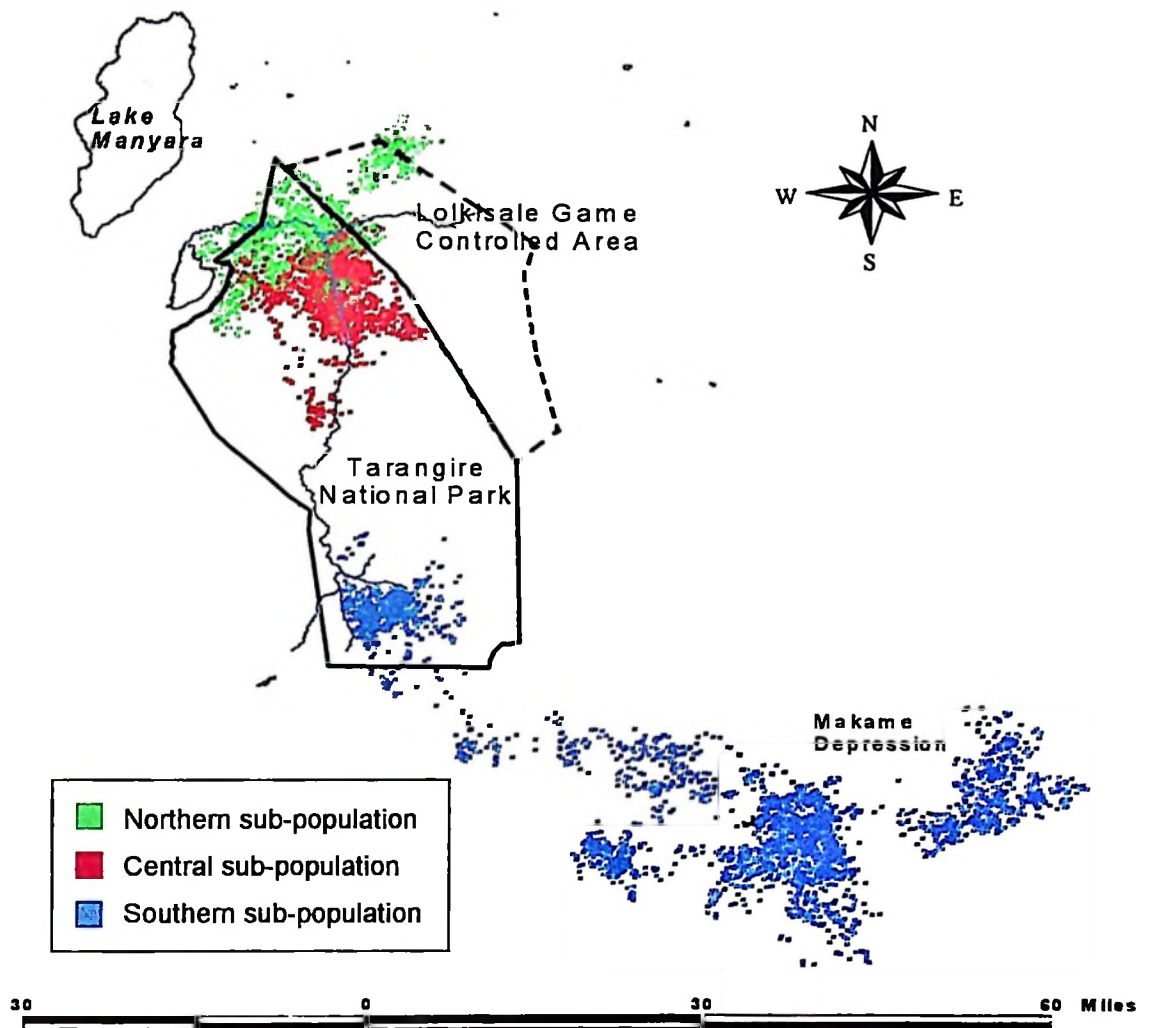 Lake
Manyara
N
W
E
S
Lolkisale Game
Controlled Area
Tarangire
National Park
Makame
Depression
Northern sub-population
Central sub-population
Southern sub-population
30 0 30 60 Miles